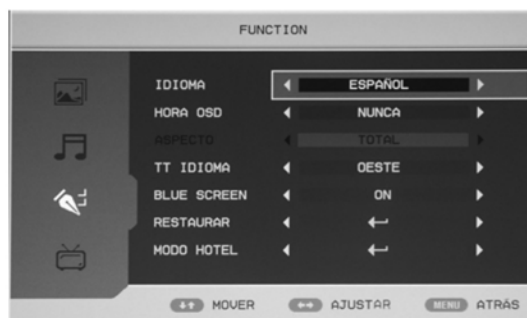 FUNCTION
IDIOMA ESPAÑOL
HORA OSD NUNCA
ASPECTO TOTAL
TT IDIOMA OESTE
BLUE SCREEN ON
RESTAURAR
MODO HOTEL
MOVER AJUSTAR MENU ATRÁS